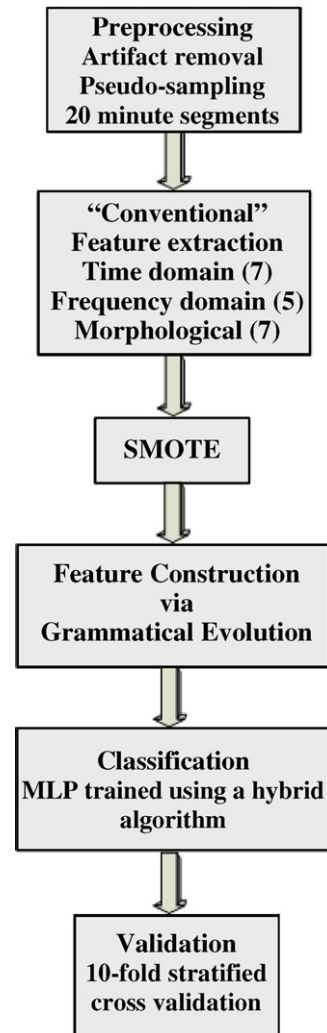 Preprocessing
Artifact removal
Pseudo-sampling
20 minute segments
“Conventional”
Feature extraction
Time domain (7)
Frequency domain (5)
Morphological (7)
SMOTE
Feature Construction
via
Grammatical Evolution
Classification
MLP trained using a hybrid
algorithm
Validation
10-fold stratified
cross validation